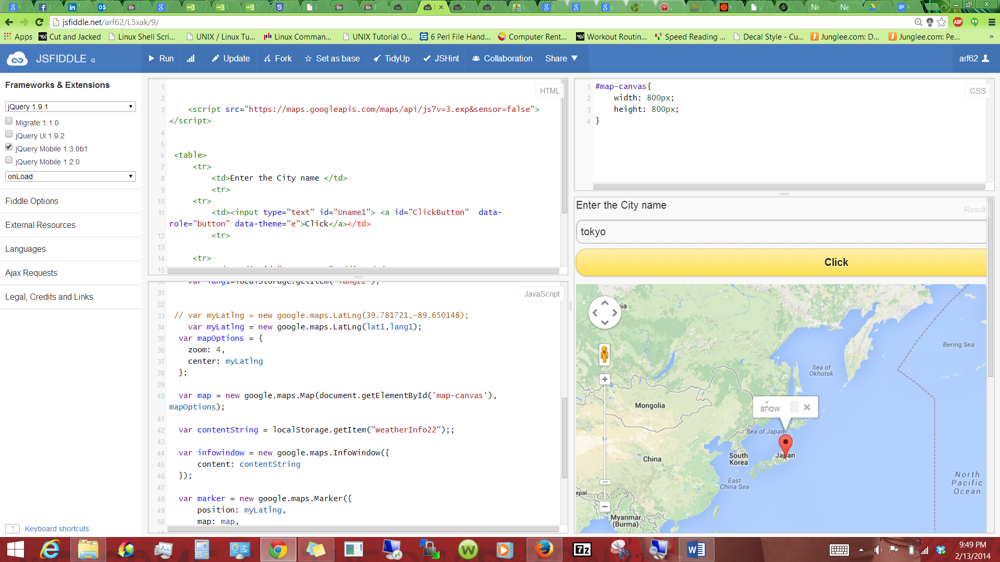 jsfiddle.net/arf62/L5xak/9/
Apps Cut and Jacked Linux Shell Scri... UNIX / Linux Tu... Linux Comman... UNIX Tutorial O... 6 Perl File Hand... Computer Rent... Workout Routin... Speed Reading ... Decal Style - Cu... Junglee.com: D... Junglee.com: Pe... »
JSFIDDLE α Run Update Fork Set as base TidyUp JSHint Collaboration Share arf62
Frameworks & Extensions
jQuery 1.9.1
Migrate 1.1.0
jQuery UI 1.9.2
jQuery Mobile 1.3.0b1
jQuery Mobile 1.2.0
onLoad
Fiddle Options
External Resources
Languages
Ajax Requests
Legal, Credits and Links
? Keyboard shortcuts
HTML
1
2
3 <script src="https://maps.googleapis.com/maps/api/js?v=3.exp&sensor=false">
</script>
4
5
6 <table>
7 <tr>
8 <td>Enter the City name </td>
9 <tr>
10 <tr>
11 <td><input type="text" id="Uname1"> <a id="ClickButton" data-
role="button" data-theme="e">Click</a></td>
12 <tr>
13
14 <tr>
15
JavaScript
30 var lang1=localStorage.getItem("lang22");
31
32
33 // var myLatlng = new google.maps.LatLng(39.781721,-89.650148);
34 var myLatlng = new google.maps.LatLng(lat1,lang1);
35 var mapOptions = {
36 zoom: 4,
37 center: myLatlng
38 };
39
40 var map = new google.maps.Map(document.getElementById('map-canvas'),
mapOptions);
41
42 var contentString = localStorage.getItem("WeatherInfo22");;
43
44 var infowindow = new google.maps.InfoWindow({
45 content: contentString
46 });
47
48 var marker = new google.maps.Marker({
49 position: myLatlng,
50 map: map,
CSS
1 #map-canvas{
2 width: 800px;
3 height: 800px;
4 }
Enter the City name
Result
tokyo
Click
Bering Sea
Sea of
Okhotsk
Mongolia
snow
Sea of Japan
Japan
South
Korea
China
East
China Sea
North
Pacific
Ocean
epal
Myanmar
(Burma)
9:49 PM
2/13/2014